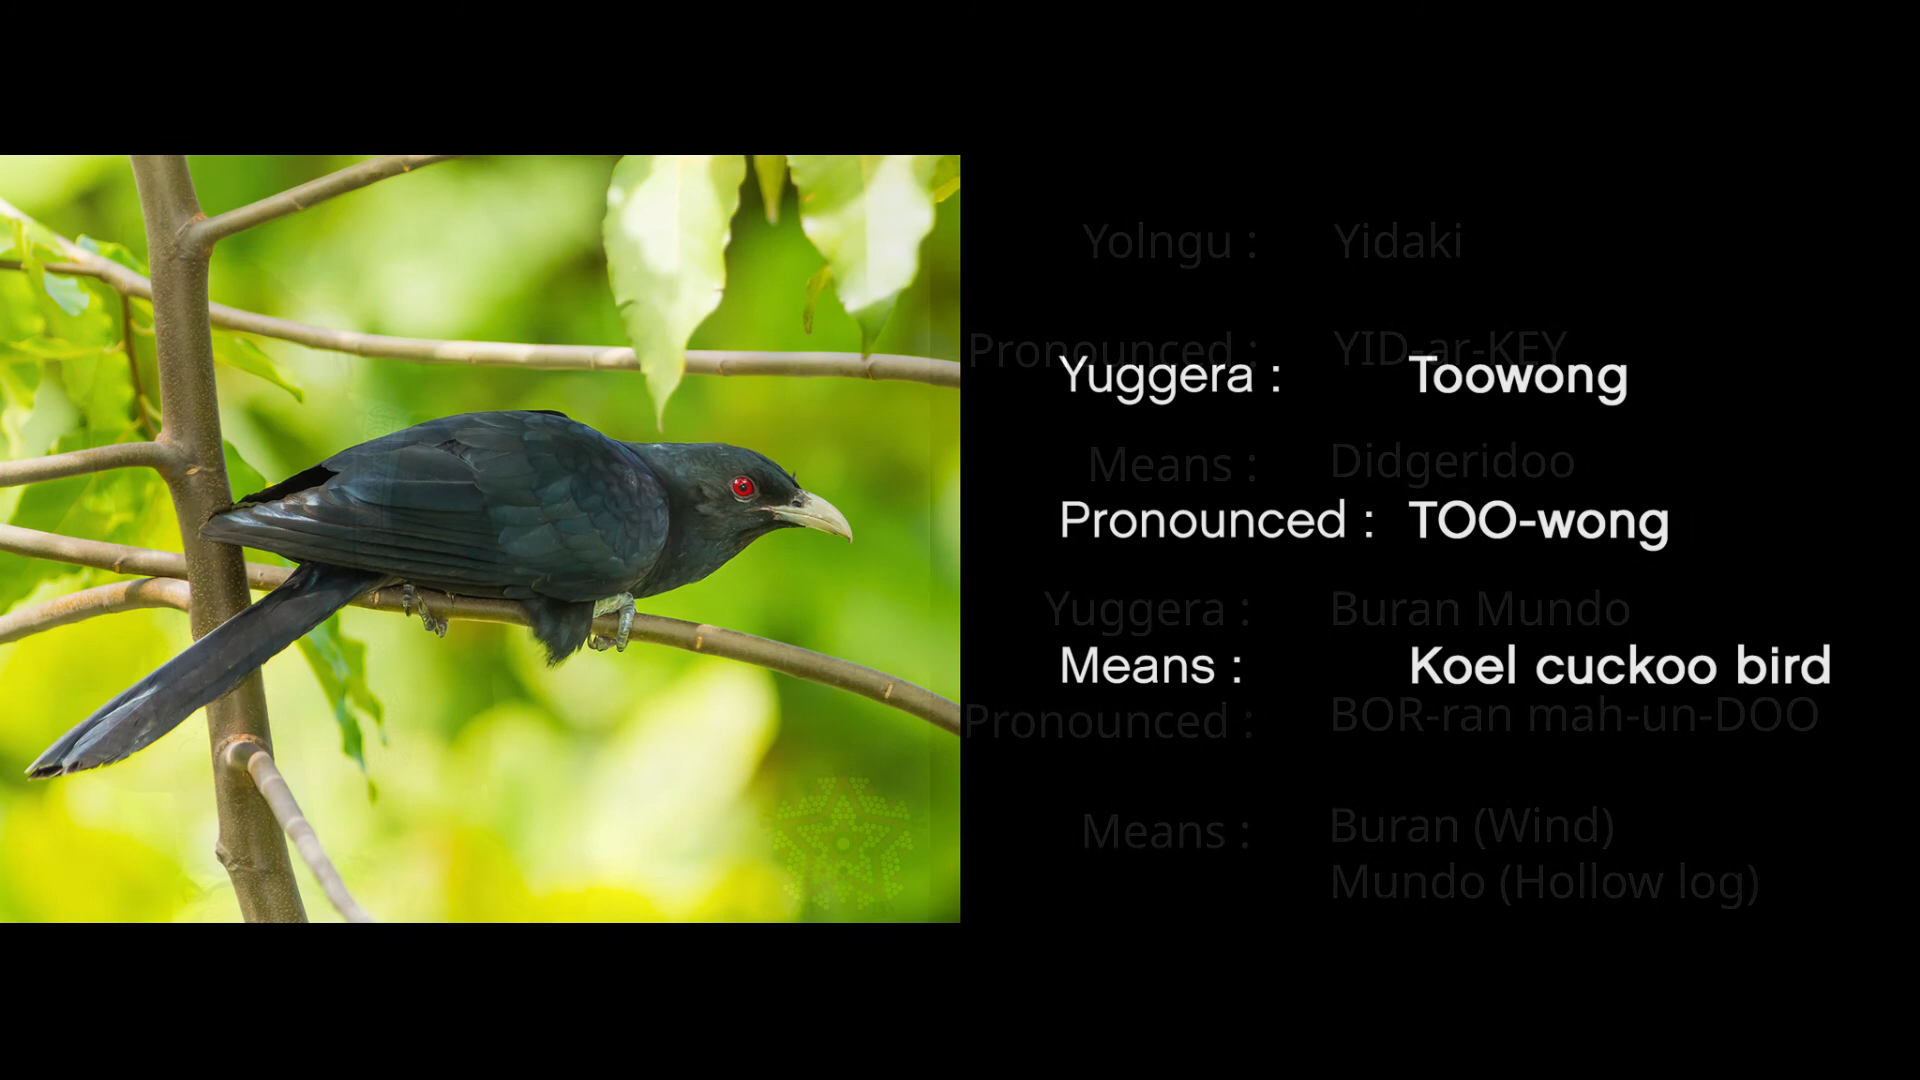 Yolngu : Yidaki
Pronounced : YID-ar-KEY
Yuggera : Toowong
Means : Didgeridoo
Pronounced : TOO-wong
Yuggera : Buran Mundo
Means : Koel cuckoo bird
Pronounced : BOR-ran mah-un-DOO
Means : Buran (Wind)
Mundo (Hollow log)